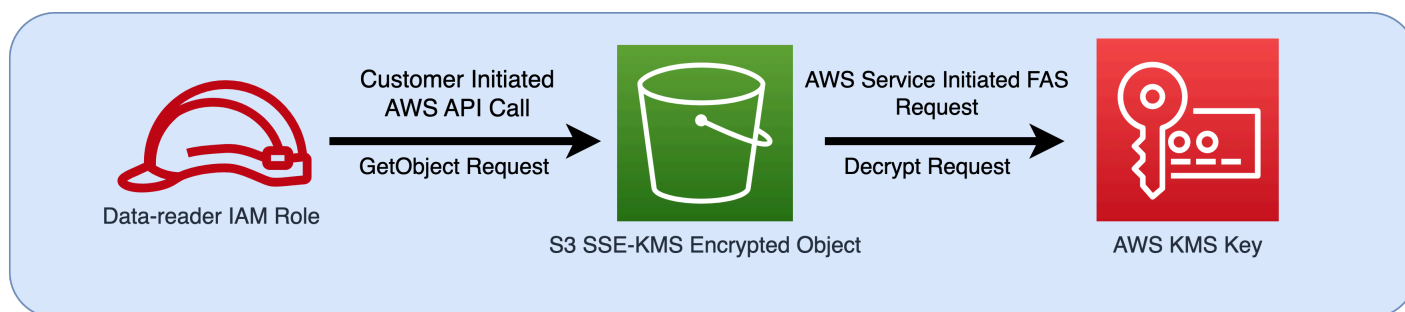 Customer Initiated
AWS API Call
GetObject Request
Data-reader IAM Role
S3 SSE-KMS Encrypted Object
AWS Service Initiated FAS
Request
Decrypt Request
AWS KMS Key